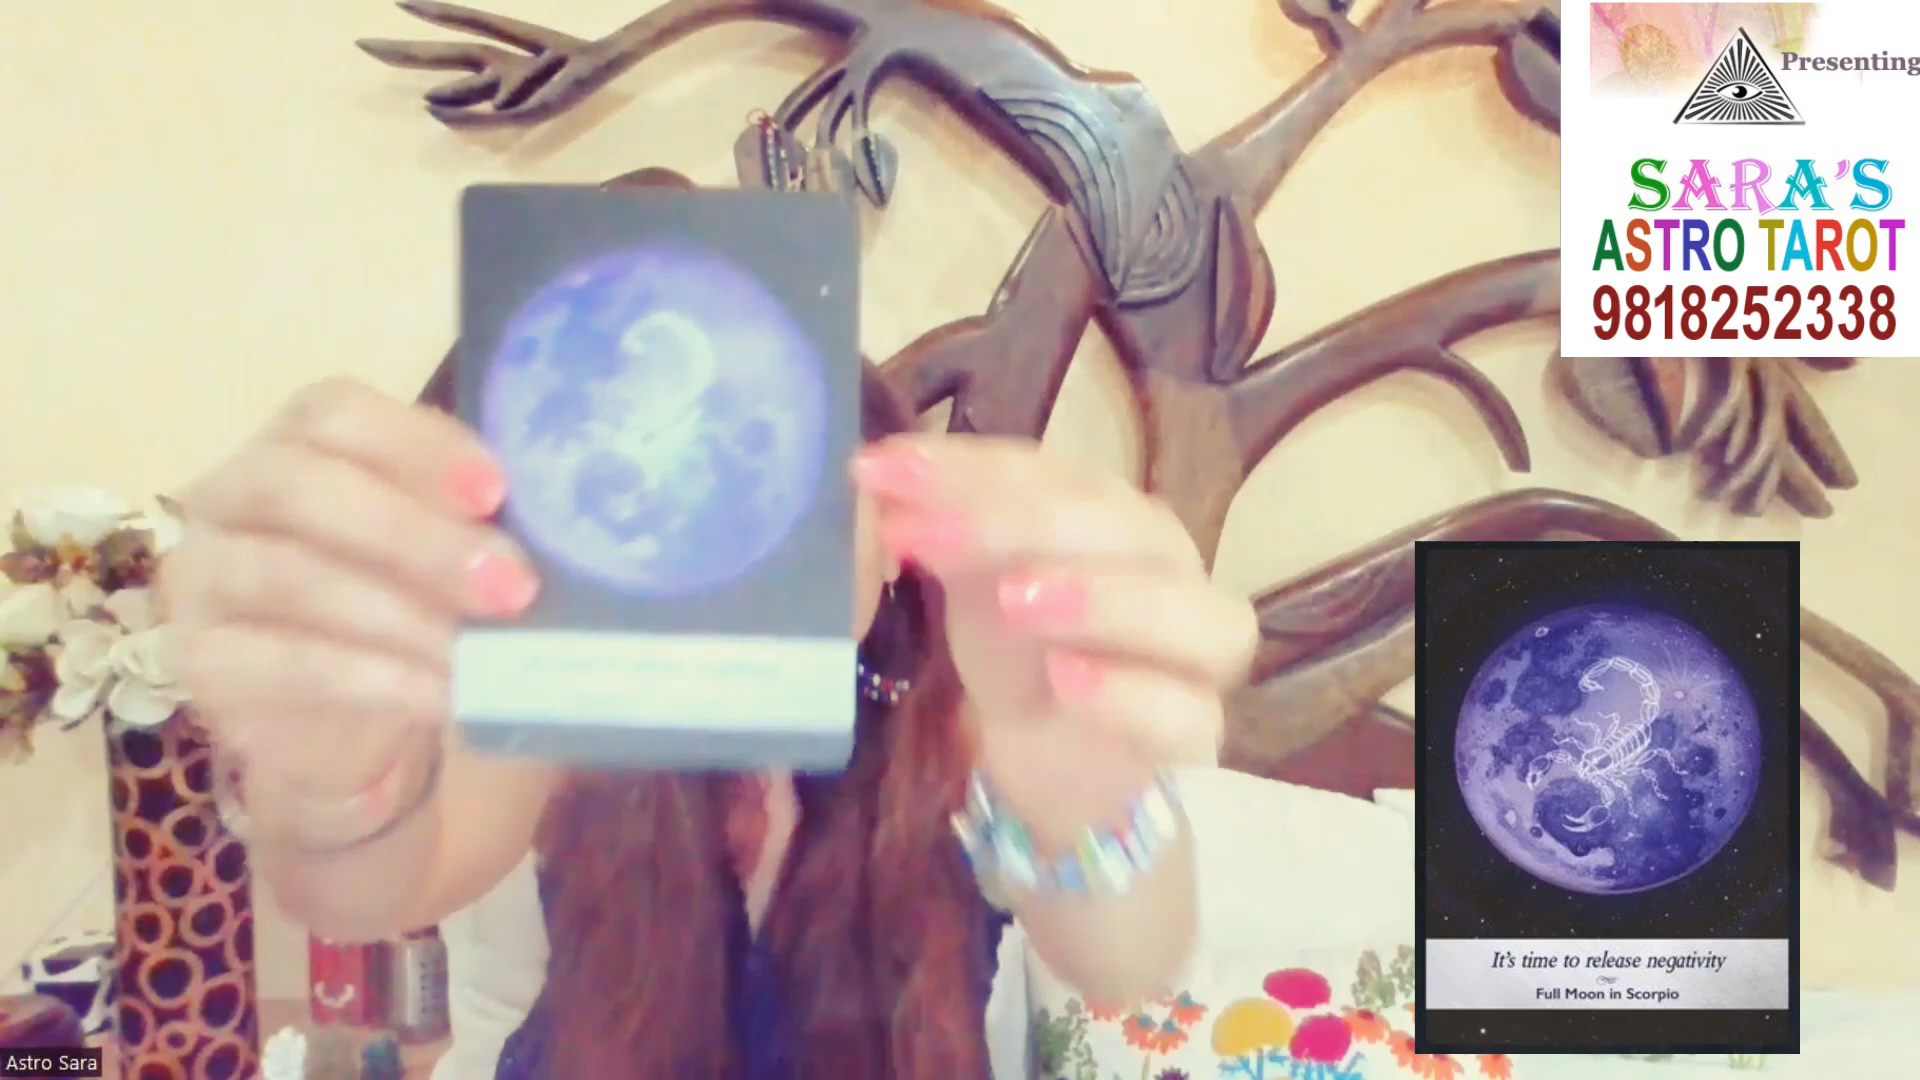 Presenting
SARA'S
ASTRO TAROT
9818252338
It's time to release negativity
Full Moon in Scorpio
Astro Sara